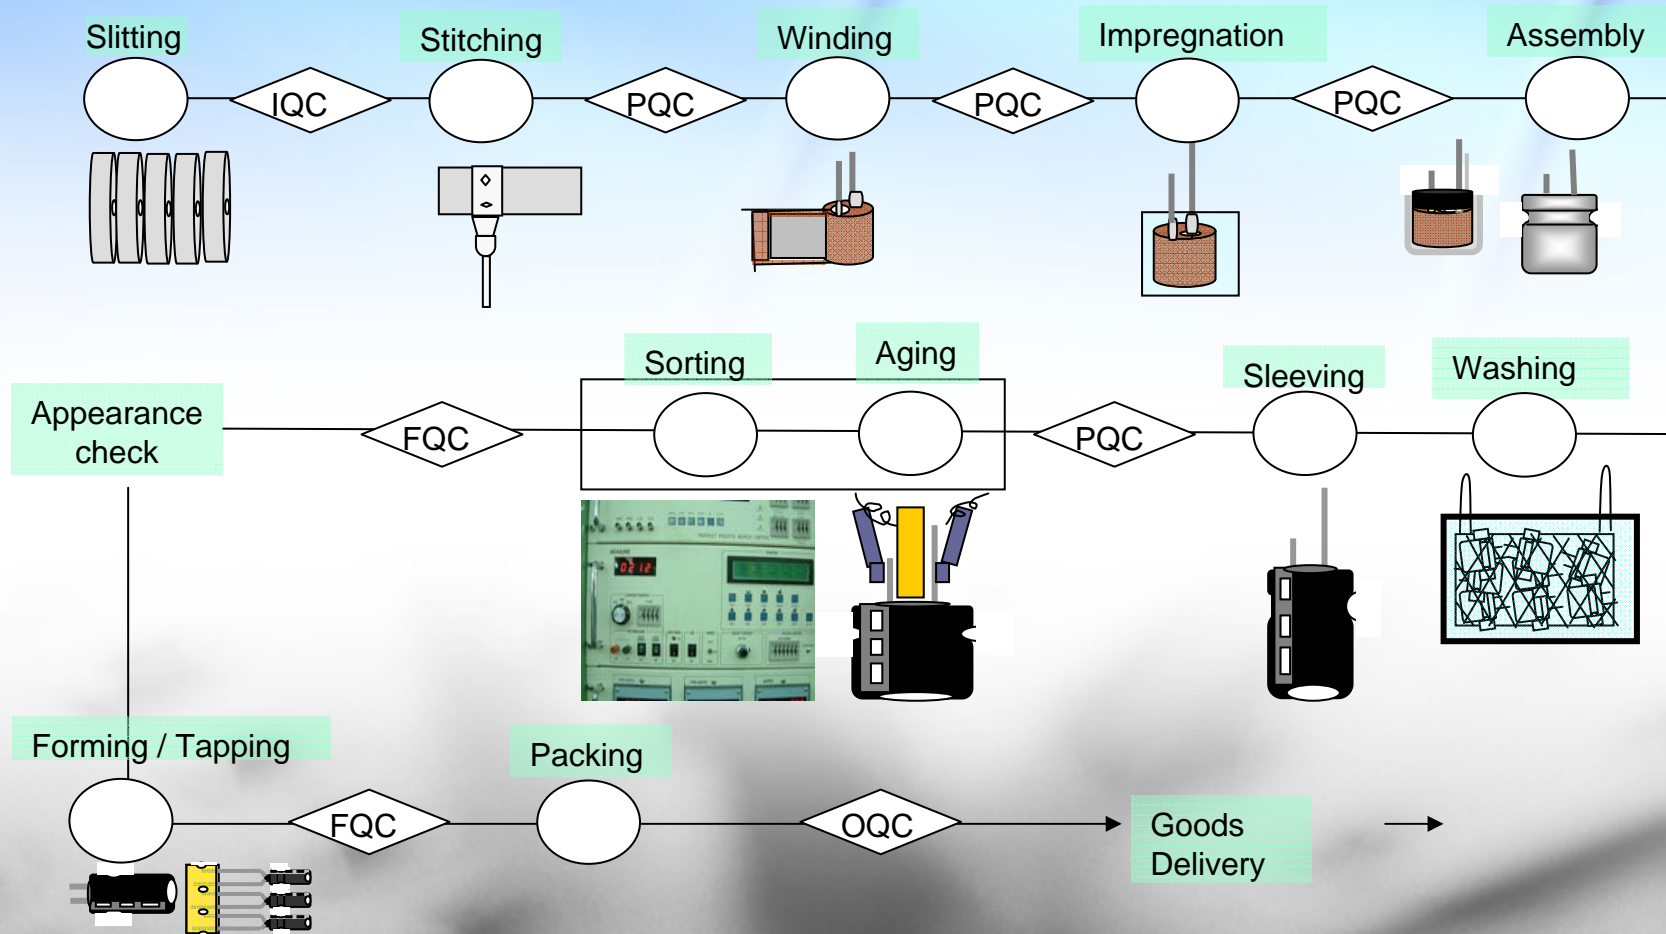 Slitting
Stitching
Winding
Impregnation
Assembly
IQC
PQC
PQC
PQC
Sorting
Aging
Sleeving
Washing
Appearance
check
FQC
PQC
Forming / Tapping
Packing
FQC
OQC
Goods
Delivery